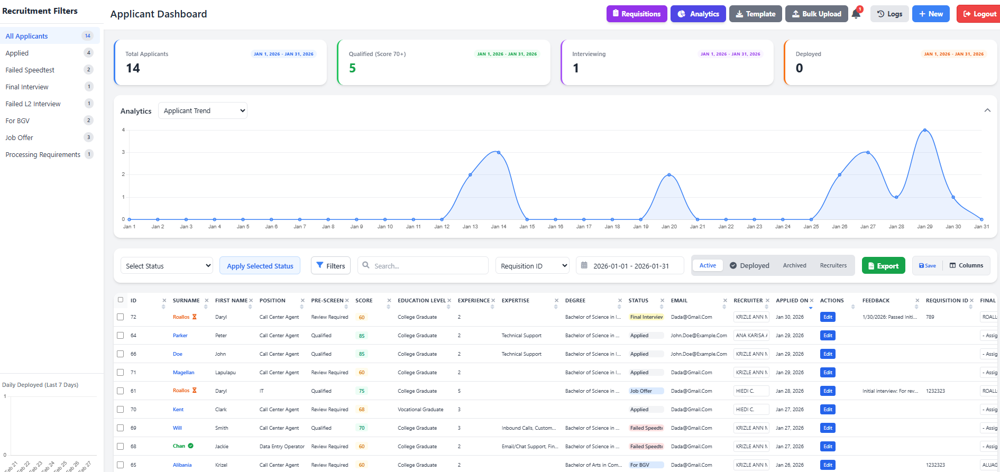 Recruitment Filters
All Applicants 14
Applied 4
Failed Speedtest 2
Final Interview 1
Failed L2 Interview 1
For BGV 2
Job Offer 3
Processing Requirements 1
Daily Deployed (Last 7 Days)
1
0
Feb 21 Feb 22 Feb 23 Feb 24 Feb 25 Feb 26 Feb 27
Applicant Dashboard
Requisitions Analytics Template Bulk Upload 1 Logs + New Logout
Total Applicants JAN 1, 2026 - JAN 31, 2026
14
Qualified (Score 70+) JAN 1, 2026 - JAN 31, 2026
5
Interviewing JAN 1, 2026 - JAN 31, 2026
1
Deployed JAN 1, 2026 - JAN 31, 2026
0
Analytics Applicant Trend
4
3
2
1
0
Jan 1 Jan 2 Jan 3 Jan 4 Jan 5 Jan 6 Jan 7 Jan 8 Jan 9 Jan 10 Jan 11 Jan 12 Jan 13 Jan 14 Jan 15 Jan 16 Jan 17 Jan 18 Jan 19 Jan 20 Jan 21 Jan 22 Jan 23 Jan 24 Jan 25 Jan 26 Jan 27 Jan 28 Jan 29 Jan 30 Jan 31
Select Status Apply Selected Status Filters Search... Requisition ID 2026-01-01 - 2026-01-31 Active Deployed Archived Recruiters Export Save Columns
ID SURNAME FIRST NAME POSITION PRE-SCREEN SCORE EDUCATION LEVEL EXPERIENCE EXPERTISE DEGREE STATUS EMAIL RECRUITER APPLIED ON ACTIONS FEEDBACK REQUISITION ID FINAL
72 Roallos Daryl Call Center Agent Review Required 60 College Graduate 2 Bachelor of Science in I... Final Interview Dada@Gmail.Com KRIZLE ANN M Jan 30, 2026 Edit 1/30/2026: Passed Initi... 789 ROALL
64 Parker Peter Call Center Agent Qualified 85 College Graduate 2 Technical Support Bachelor of Science in ... Applied John.Doe@Example.Com ANA KARISA A Jan 29, 2026 Edit - Assig
66 Doe John Call Center Agent Qualified 85 College Graduate 2 Technical Support Bachelor of Science in I... Applied John.Doe@Example.Com KRIZLE ANN M Jan 29, 2026 Edit - Assig
71 Magellan Lapulapu Call Center Agent Review Required 60 College Graduate 2 Bachelor of Science in ... Applied Dada@Gmail.Com KRIZLE ANN M Jan 29, 2026 Edit - Assig
61 Roallos Daryl IT Qualified 75 College Graduate 5 Bachelor of Science in ... Job Offer Dada@Gmail.Com HIEDI C. Jan 28, 2026 Edit Initial interview: For rev... 1232323 ROALL
70 Kent Clark Call Center Agent Review Required 68 Vocational Graduate 3 Applied Dada@Gmail.Com HIEDI C. Jan 27, 2026 Edit - Assig
69 Will Smith Call Center Agent Qualified 70 College Graduate 3 Inbound Calls, Custom... Bachelor of Science in ... Failed Speedte Dada@Gmail.Com KRIZLE ANN M Jan 27, 2026 Edit - Assig
68 Chan Jackie Data Entry Operator Review Required 60 College Graduate 2 Email/Chat Support, Fin... Bachelor of Science in ... Failed Speedte Dada@Gmail.Com KRIZLE ANN M Jan 27, 2026 Edit - Assig
65 Alibania Krizel Call Center Agent Review Required 60 College Graduate 2 Bachelor of Arts in Com... For BGV Dada@Gmail.Com KRIZLE ANN M Jan 26, 2026 Edit 1232323 ALUAG